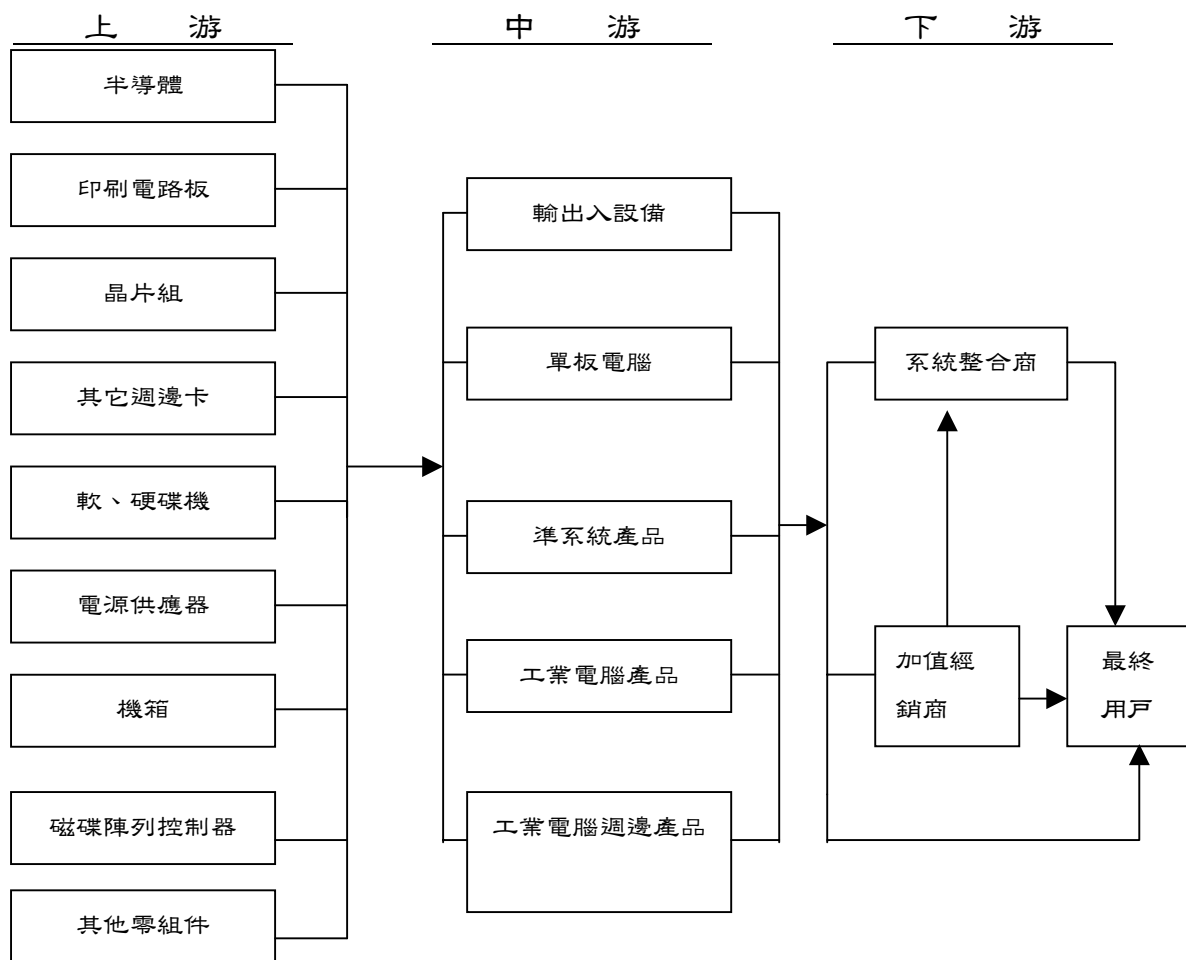 上 游
中 游
下 游
半導體
印刷電路板
晶片組
其它週邊卡
軟、硬碟機
電源供應器
機箱
磁碟陣列控制器
其他零組件
輸出入設備
單板電腦
準系統產品
工業電腦產品
工業電腦週邊產品
系統整合商
加值經
銷商
最終
用戶